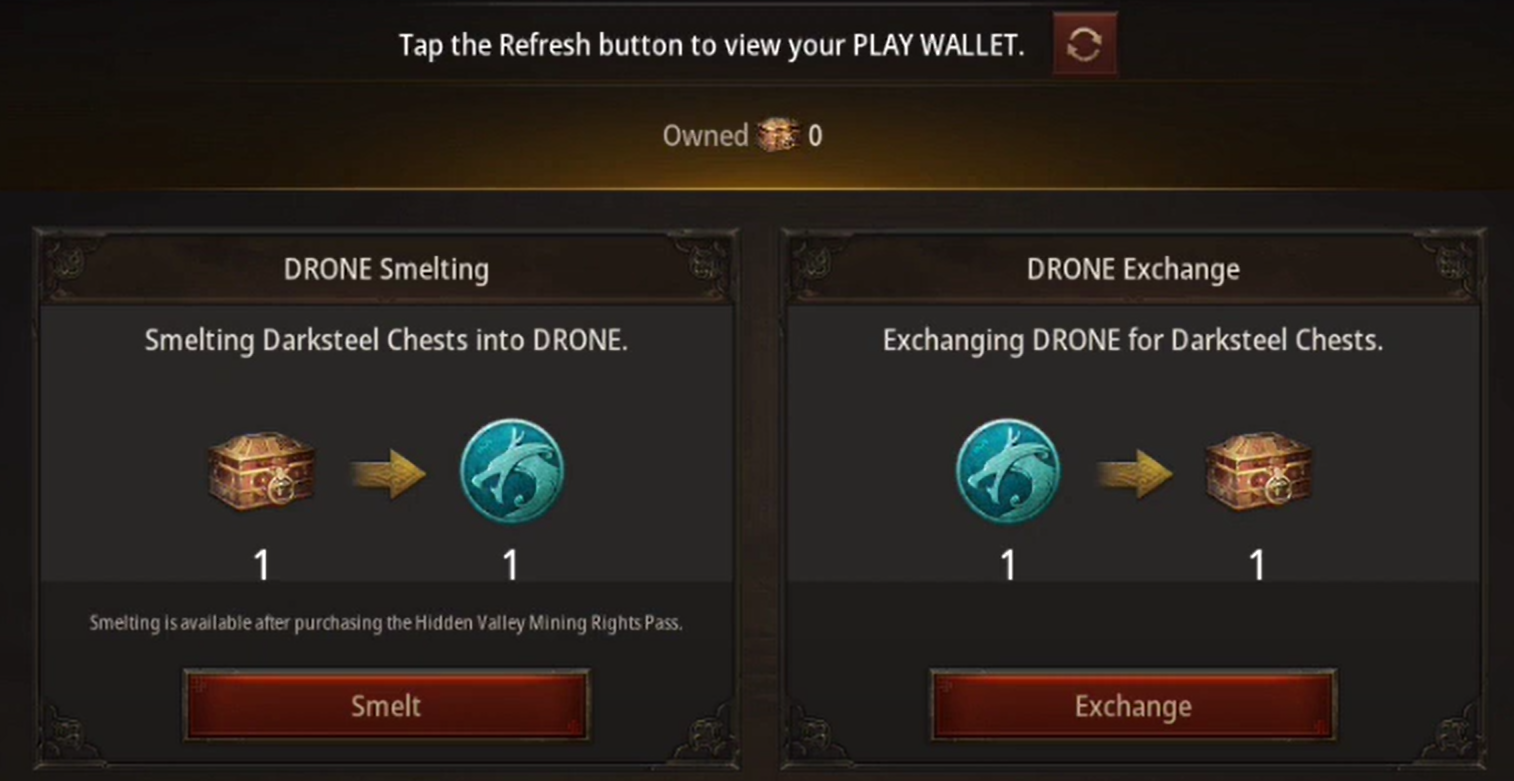 Tap the Refresh button to view your PLAY WALLET.
Owned 0
DRONE Smelting
Smelting Darksteel Chests into DRONE.
1 1
Smelting is available after purchasing the Hidden Valley Mining Rights Pass.
Smelt
DRONE Exchange
Exchanging DRONE for Darksteel Chests.
1 1
Exchange